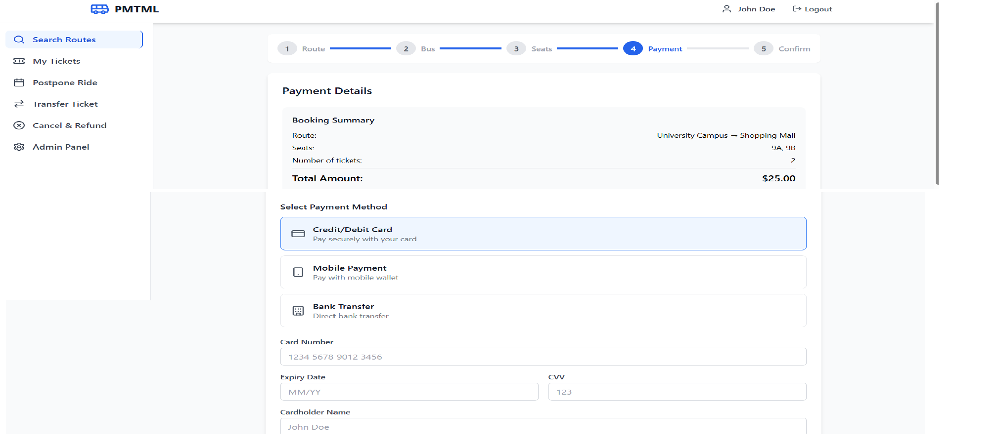 PMTML
John Doe
Logout
Search Routes
My Tickets
Postpone Ride
Transfer Ticket
Cancel & Refund
Admin Panel
1 Route 2 Bus 3 Seats 4 Payment 5 Confirm
Payment Details
Booking Summary
Route: University Campus → Shopping Mall
Seats: 9A, 9B
Number of tickets: 2
Total Amount: $25.00
Select Payment Method
Credit/Debit Card
Pay securely with your card
Mobile Payment
Pay with mobile wallet
Bank Transfer
Direct bank transfer
Card Number
1234 5678 9012 3456
Expiry Date CVV
MM/YY 123
Cardholder Name
John Doe